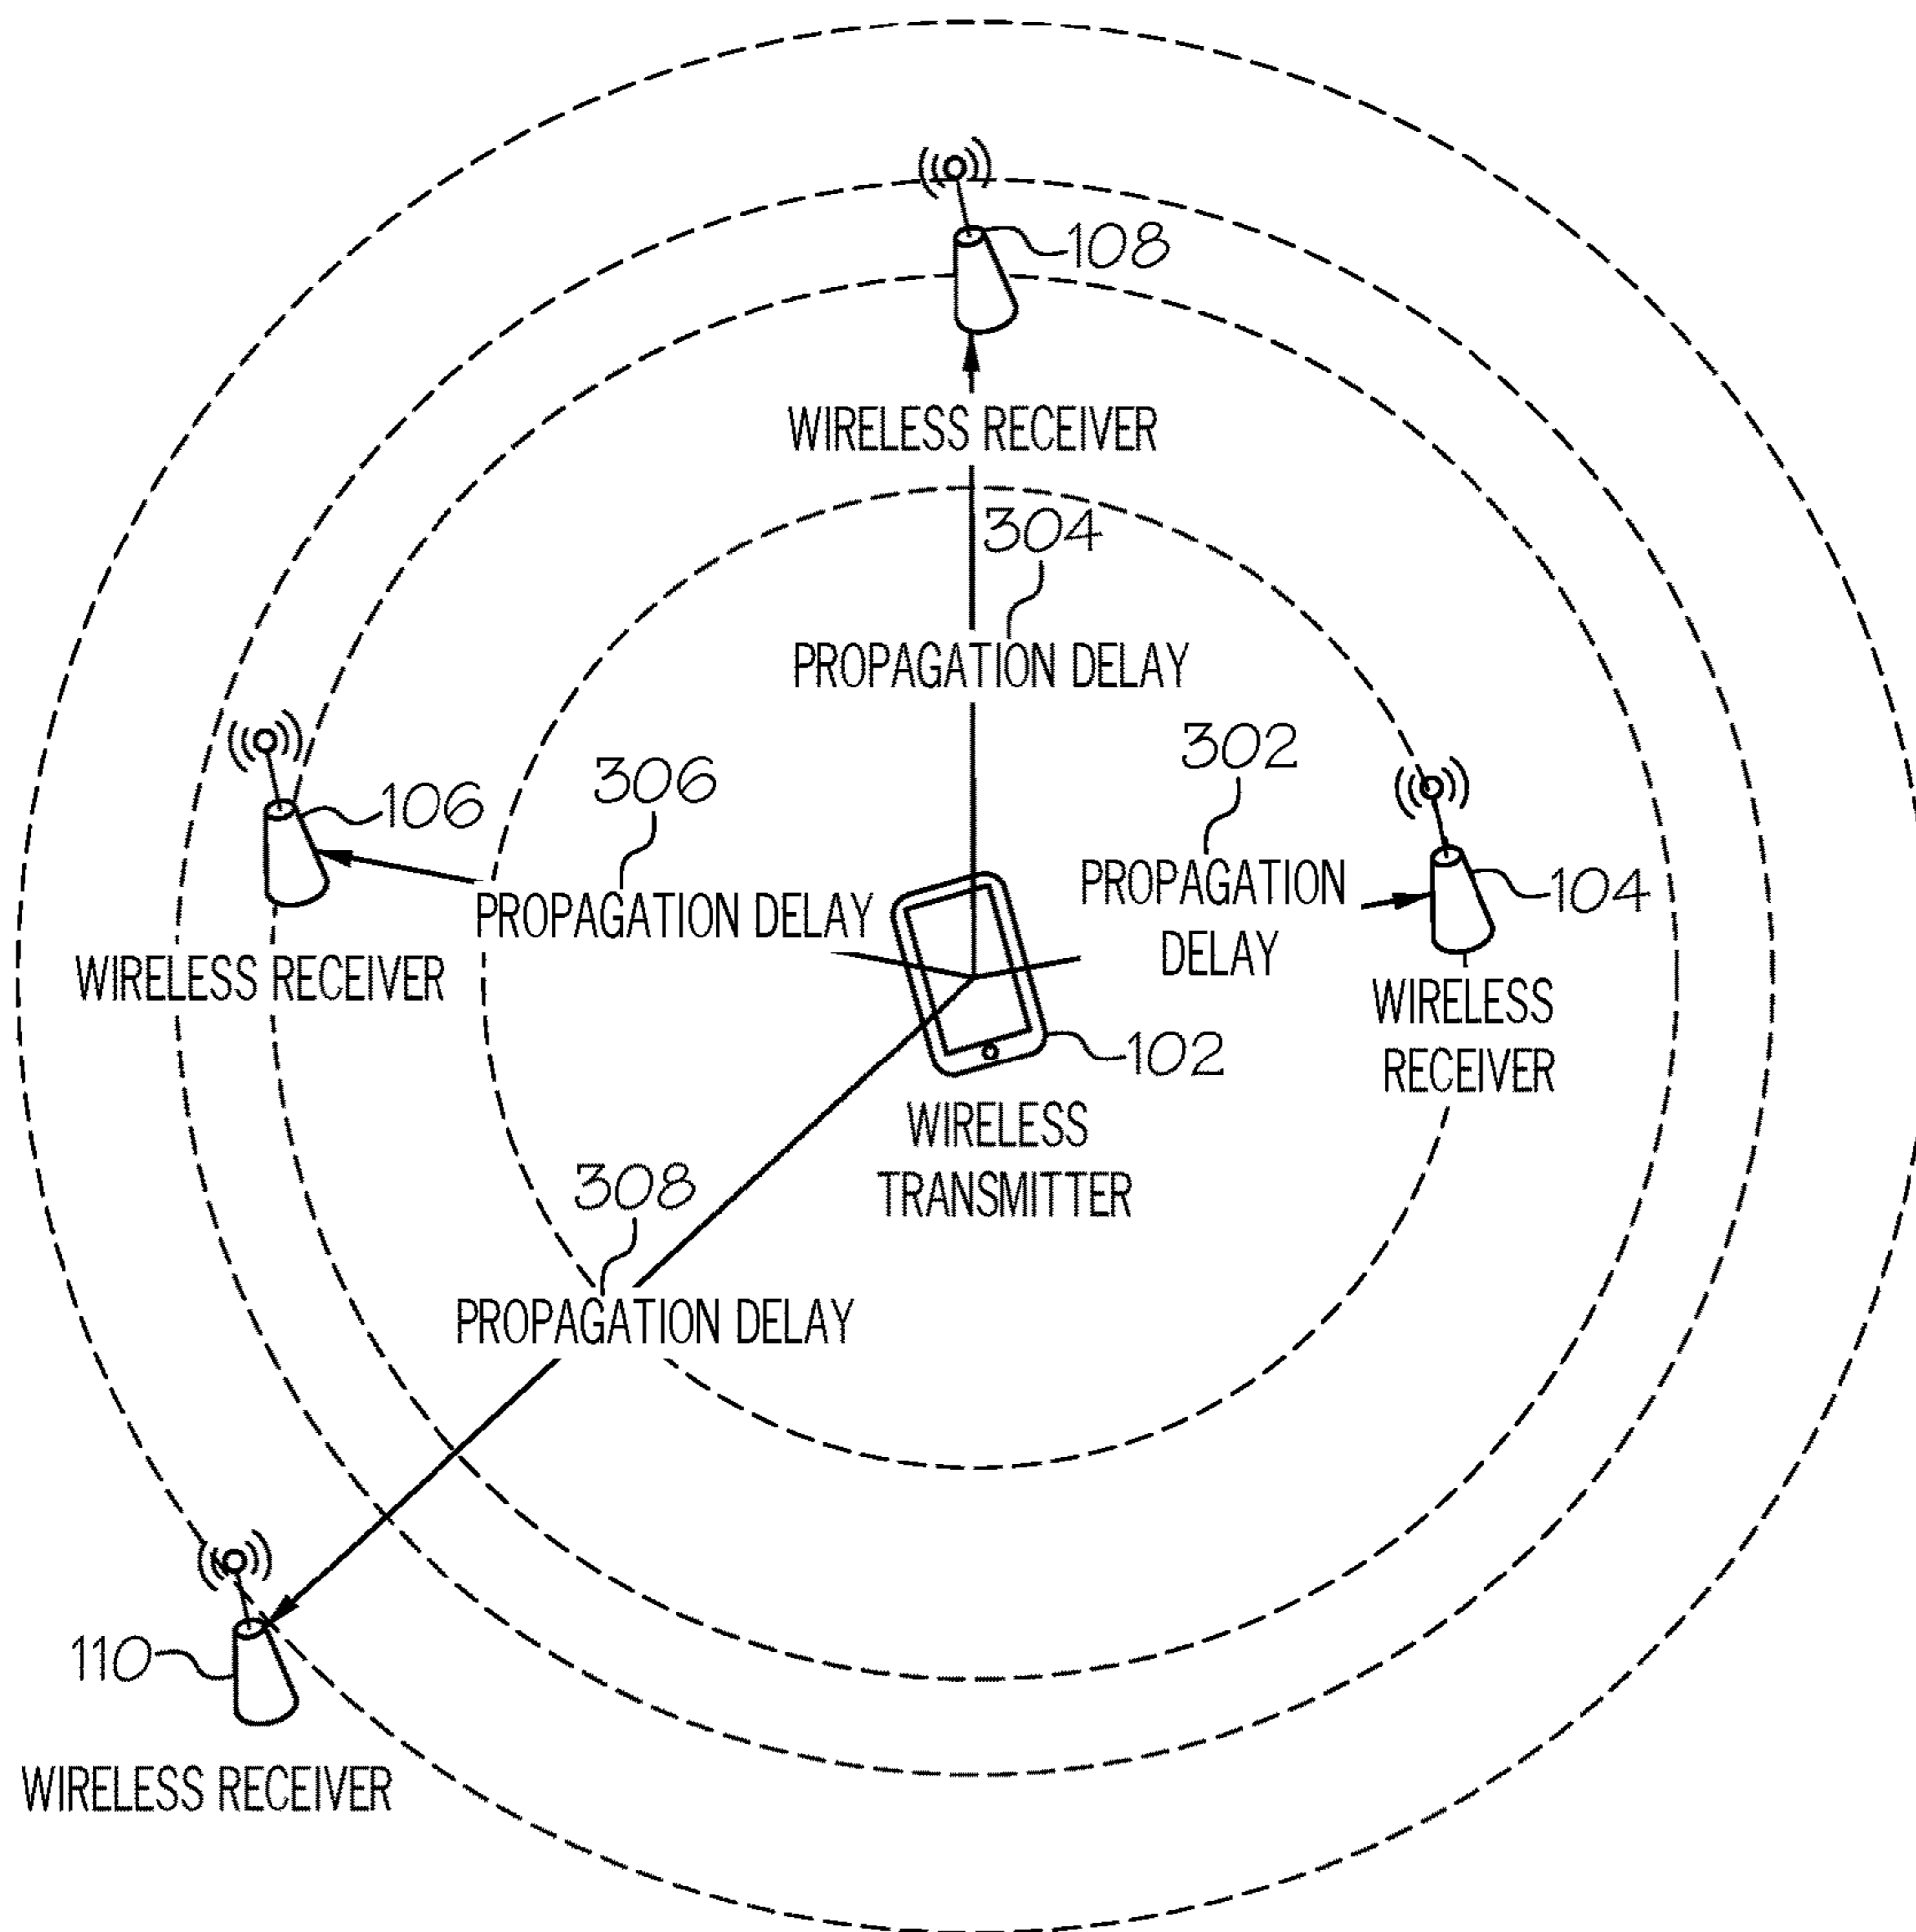 108
WIRELESS RECEIVER
304
PROPAGATION DELAY
302
306
106
PROPAGATION
DELAY
104
PROPAGATION DELAY
WIRELESS RECEIVER
WIRELESS
RECEIVER
102
WIRELESS
TRANSMITTER
308
PROPAGATION DELAY
110
WIRELESS RECEIVER